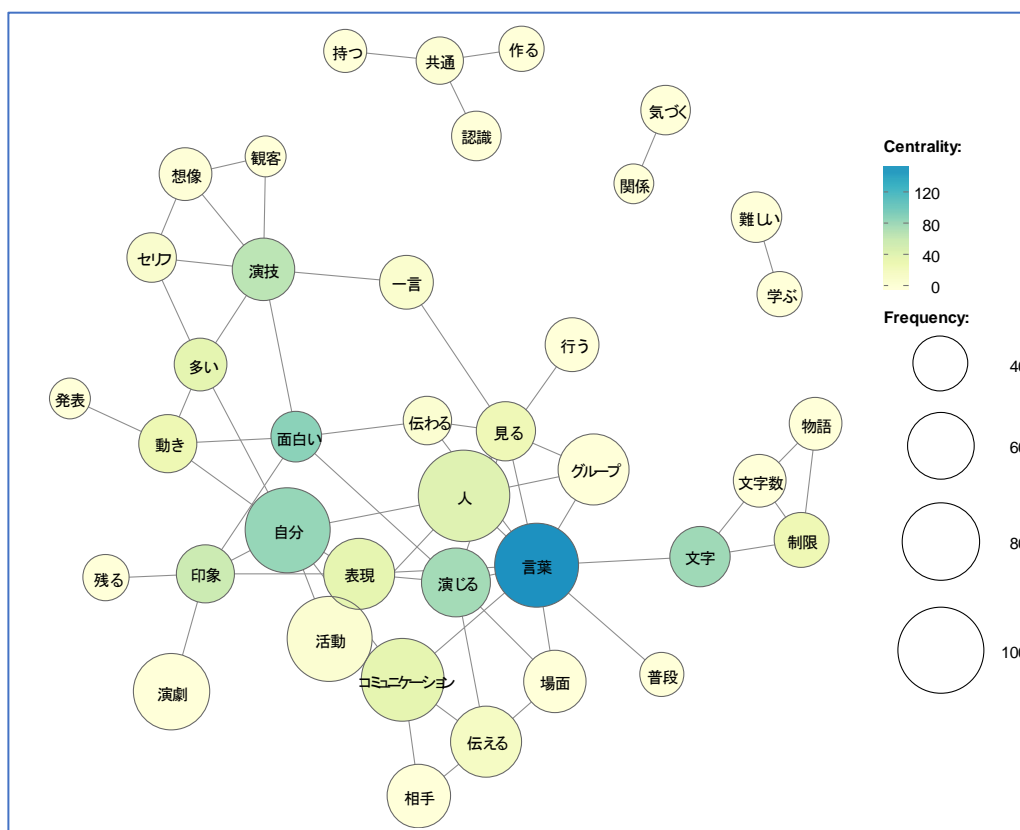 持つ
共通
作る
認識
気づく
関係
難しい
学ぶ
観客
想像
セリフ
演技
一言
多い
行う
発表
動き
面白い
伝わる
見る
グループ
人
物語
文字数
制限
文字
自分
言葉
残る
印象
表現
演じる
活動
コミュニケーション
演劇
場面
普段
伝える
相手
Centrality:
120
80
40
0
Frequency:
40
60
80
100